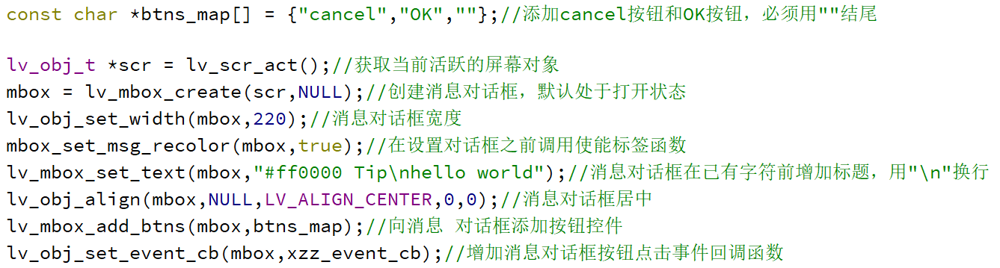 const char *btns_map[] = {"cancel","OK",""};//添加cancel按钮和OK按钮，必须用""结尾
lv_obj_t *scr = lv_scr_act();//获取当前活跃的屏幕对象
mbox = lv_mbox_create(scr,NULL);//创建消息对话框，默认处于打开状态
lv_obj_set_width(mbox,220);//消息对话框宽度
mbox_set_msg_recolor(mbox,true);//在设置对话框之前调用使能标签函数
lv_mbox_set_text(mbox,"#ff0000 Tip\nhello world");//消息对话框在已有字符前增加标题，用"\n"换行
lv_obj_align(mbox,NULL,LV_ALIGN_CENTER,0,0);//消息对话框居中
lv_mbox_add_btns(mbox,btns_map);//向消息 对话框添加按钮控件
lv_obj_set_event_cb(mbox,xzz_event_cb);//增加消息对话框按钮点击事件回调函数